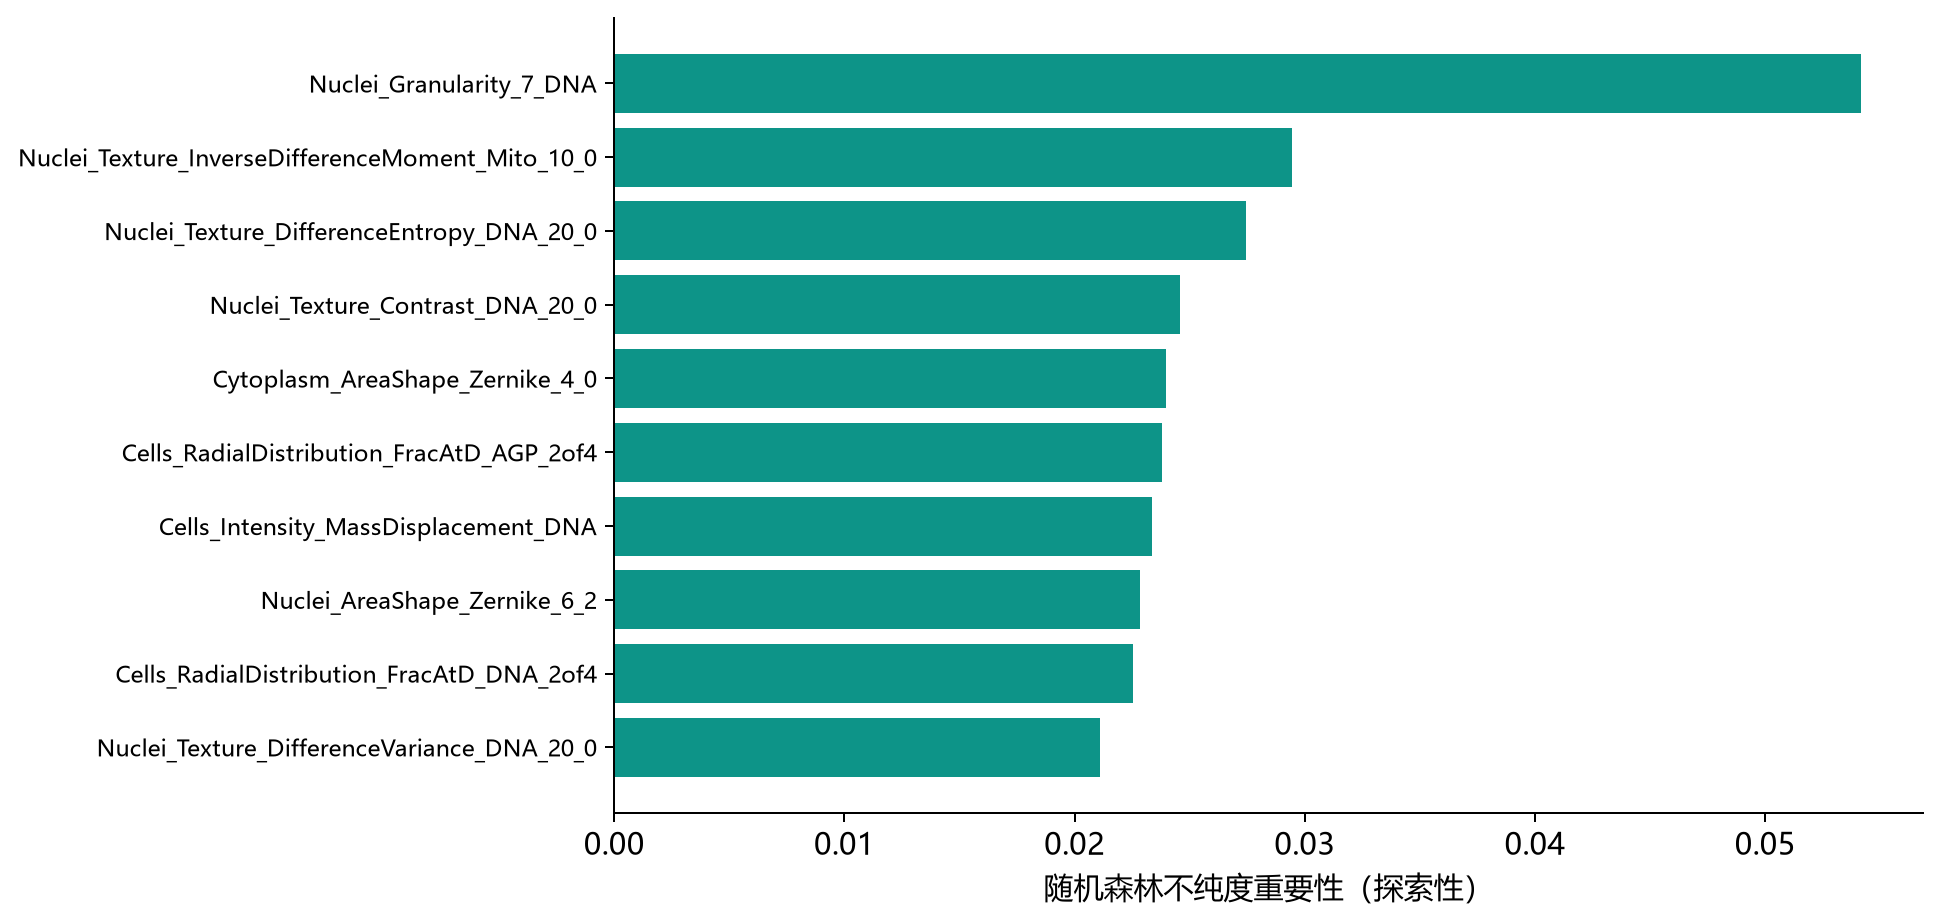 Nuclei_Granularity_7_DNA
Nuclei_Texture_InverseDifferenceMoment_Mito_10_0
Nuclei_Texture_DifferenceEntropy_DNA_20_0
Nuclei_Texture_Contrast_DNA_20_0
Cytoplasm_AreaShape_Zernike_4_0
Cells_RadialDistribution_FracAtD_AGP_2of4
Cells_Intensity_MassDisplacement_DNA
Nuclei_AreaShape_Zernike_6_2
Cells_RadialDistribution_FracAtD_DNA_2of4
Nuclei_Texture_DifferenceVariance_DNA_20_0
0.00 0.01 0.02 0.03 0.04 0.05
随机森林不纯度重要性（探索性）